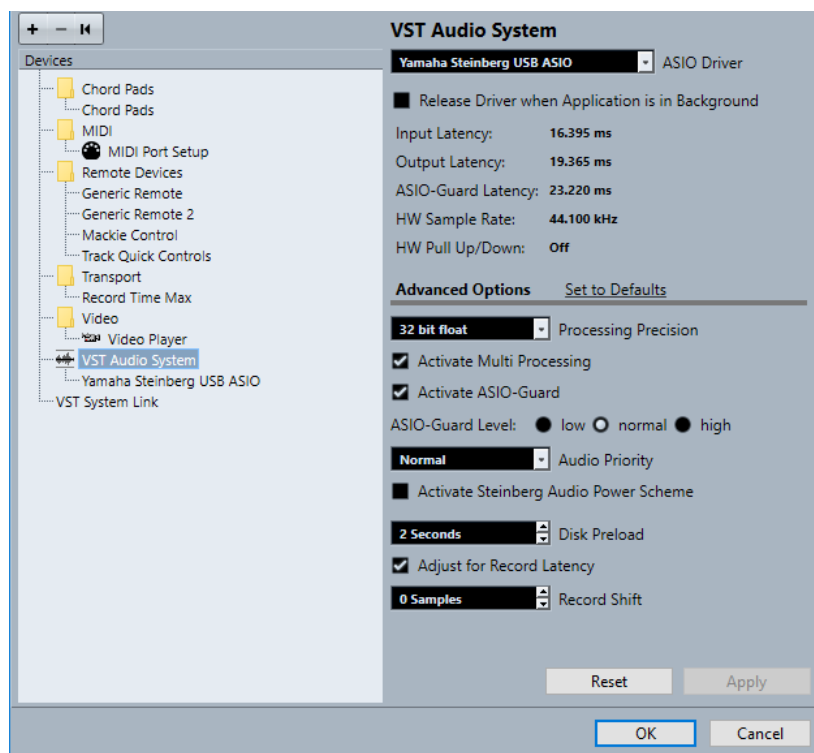 Devices
Chord Pads
Chord Pads
MIDI
MIDI Port Setup
Remote Devices
Generic Remote
Generic Remote 2
Mackie Control
Track Quick Controls
Transport
Record Time Max
Video
Video Player
VST Audio System
Yamaha Steinberg USB ASIO
VST System Link
VST Audio System
Yamaha Steinberg USB ASIO ASIO Driver
Release Driver when Application is in Background
Input Latency: 16.395 ms
Output Latency: 19.365 ms
ASIO-Guard Latency: 23.220 ms
HW Sample Rate: 44.100 kHz
HW Pull Up/Down: Off
Advanced Options Set to Defaults
32 bit float Processing Precision
Activate Multi Processing
Activate ASIO-Guard
ASIO-Guard Level: low normal high
Normal Audio Priority
Activate Steinberg Audio Power Scheme
2 Seconds Disk Preload
Adjust for Record Latency
0 Samples Record Shift
Reset Apply
OK Cancel